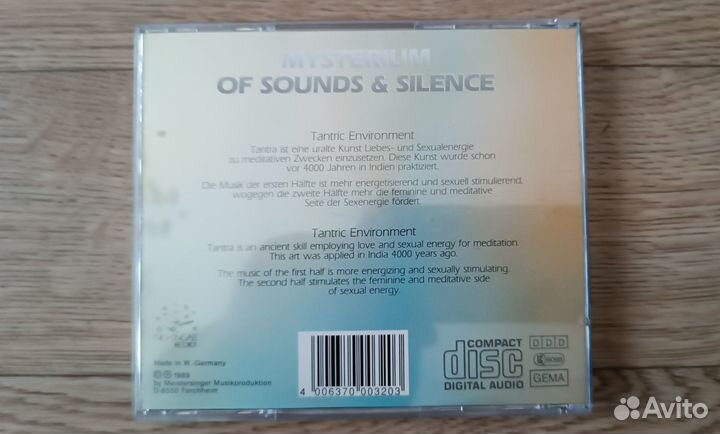 MYSTERIUM
OF SOUNDS & SILENCE
Tantric Environment
Tantra ist eine uralte Kunst Liebes- und Sexualenergie
zu meditativen Zwecken einzusetzen. Diese Kunst wurde schon
vor 4000 Jahren in Indien praktiziert.
Die Musik der ersten Hälfte ist mehr energetisierend und sexuell stimulierend,
wogegen die zweite Hälfte mehr die feminine und meditative
Seite der Sexenergie fördert.
Tantric Environment
Tantra is an ancient skill employing love and sexual energy for meditation.
This art was applied in India 4000 years ago.
The music of the first half is more energizing and sexually stimulating.
The second half stimulates the feminine and meditative side
of sexual energy.
Made in W.-Germany
© ℗ 1989
by Meistersinger Musikproduktion
D-8550 Forchheim
4 006370 003203
COMPACT
disc
DIGITAL AUDIO
DDD
GEMA
Avito